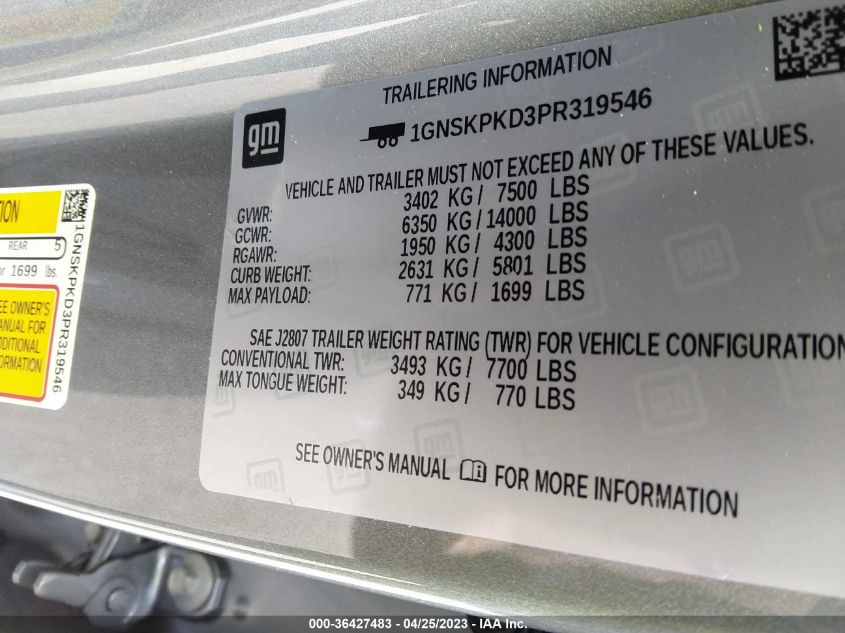 TION
REAR 5
or 1699 lbs.
SEE OWNER'S
MANUAL FOR
ADDITIONAL
INFORMATION
1GNSKPKD3PR319546
gm
TRAILERING INFORMATION
1GNSKPKD3PR319546
VEHICLE AND TRAILER MUST NOT EXCEED ANY OF THESE VALUES.
GVWR: 3402 KG / 7500 LBS
GCWR: 6350 KG / 14000 LBS
RGAWR: 1950 KG / 4300 LBS
CURB WEIGHT: 2631 KG / 5801 LBS
MAX PAYLOAD: 771 KG / 1699 LBS
SAE J2807 TRAILER WEIGHT RATING (TWR) FOR VEHICLE CONFIGURATION
CONVENTIONAL TWR: 3493 KG / 7700 LBS
MAX TONGUE WEIGHT: 349 KG / 770 LBS
SEE OWNER'S MANUAL FOR MORE INFORMATION
000-36427483 - 04/25/2023 - IAA Inc.